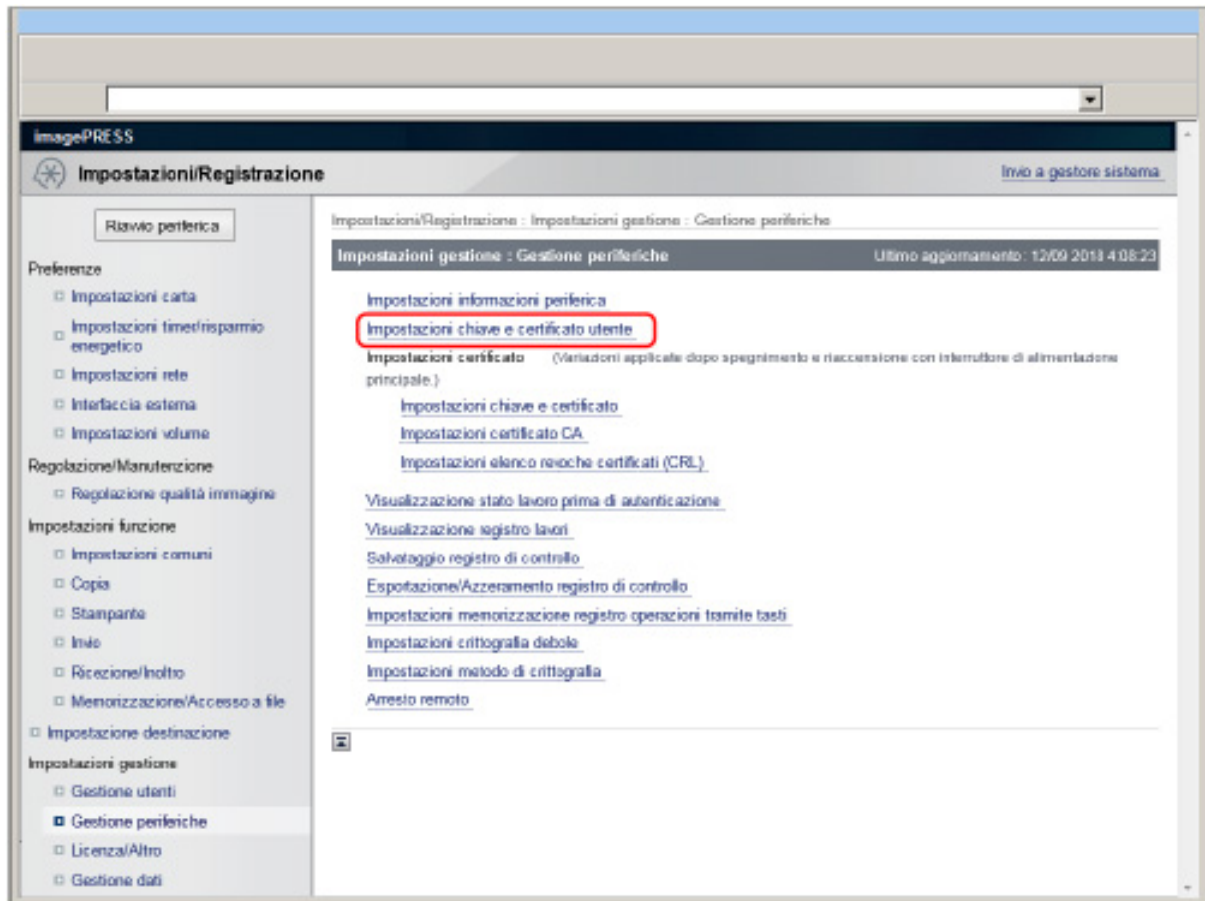 imagePRESS
Impostazioni/Registrazione
Invio a gestore sistema
Riavvio periferica
Preferenze
Impostazioni carta
Impostazioni timer/risparmio
energetico
Impostazioni rete
Interfaccia esterna
Impostazioni volume
Regolazione/Manutenzione
Regolazione qualità immagine
Impostazioni funzione
Impostazioni comuni
Copia
Stampante
Invio
Ricezione/Inoltro
Memorizzazione/Accesso a file
Impostazione destinazione
Impostazioni gestione
Gestione utenti
Gestione periferiche
Licenza/Altro
Gestione dati
Impostazioni/Registrazione : Impostazioni gestione : Gestione periferiche
Impostazioni gestione : Gestione periferiche
Ultimo aggiornamento: 12/09 2013 4:08:23
Impostazioni informazioni periferica
Impostazioni chiave e certificato utente
Impostazioni certificato (Variazioni applicate dopo spegnimento e riaccensione con interruttore di alimentazione
principale.)
Impostazioni chiave e certificato
Impostazioni certificato CA
Impostazioni elenco revoche certificati (CRL)
Visualizzazione stato lavoro prima di autenticazione
Visualizzazione registro lavori
Salvataggio registro di controllo
Esportazione/Azzeramento registro di controllo
Impostazioni memorizzazione registro operazioni tramite tasti
Impostazioni crittografia debole
Impostazioni metodo di crittografia
Arresto remoto